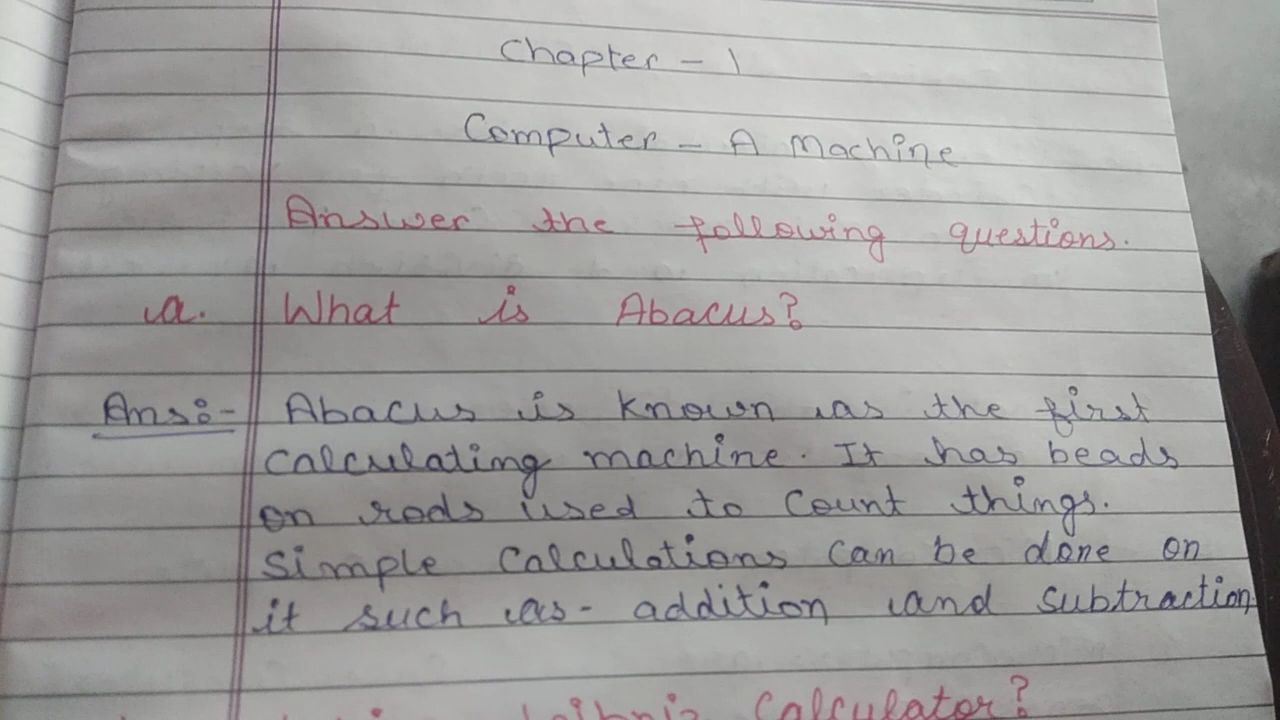 Chapter - 1
Computer - A Machine
Answer the following questions.
a. What is Abacus?
Ans:- Abacus is known as the first
calculating machine. It has beads
on rods used to count things.
Simple calculations can be done on
it such as - addition and subtraction
Leibniz Calculator?